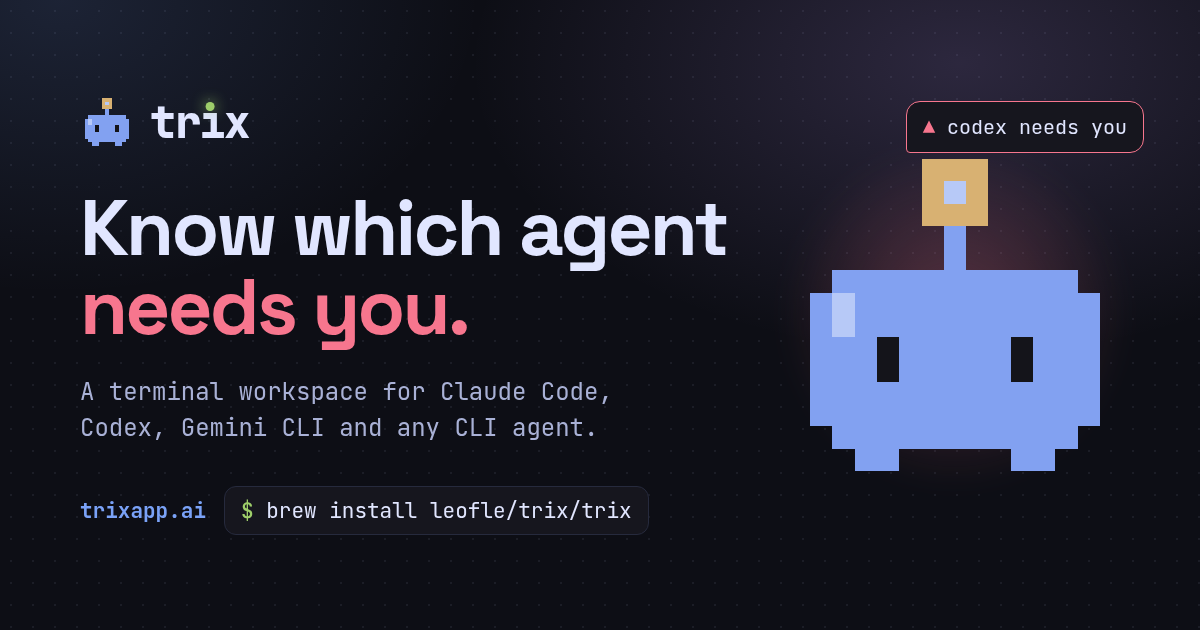 trix
▲ codex needs you
Know which agent
needs you.
A terminal workspace for Claude Code,
Codex, Gemini CLI and any CLI agent.
trixapp.ai
$ brew install leofle/trix/trix